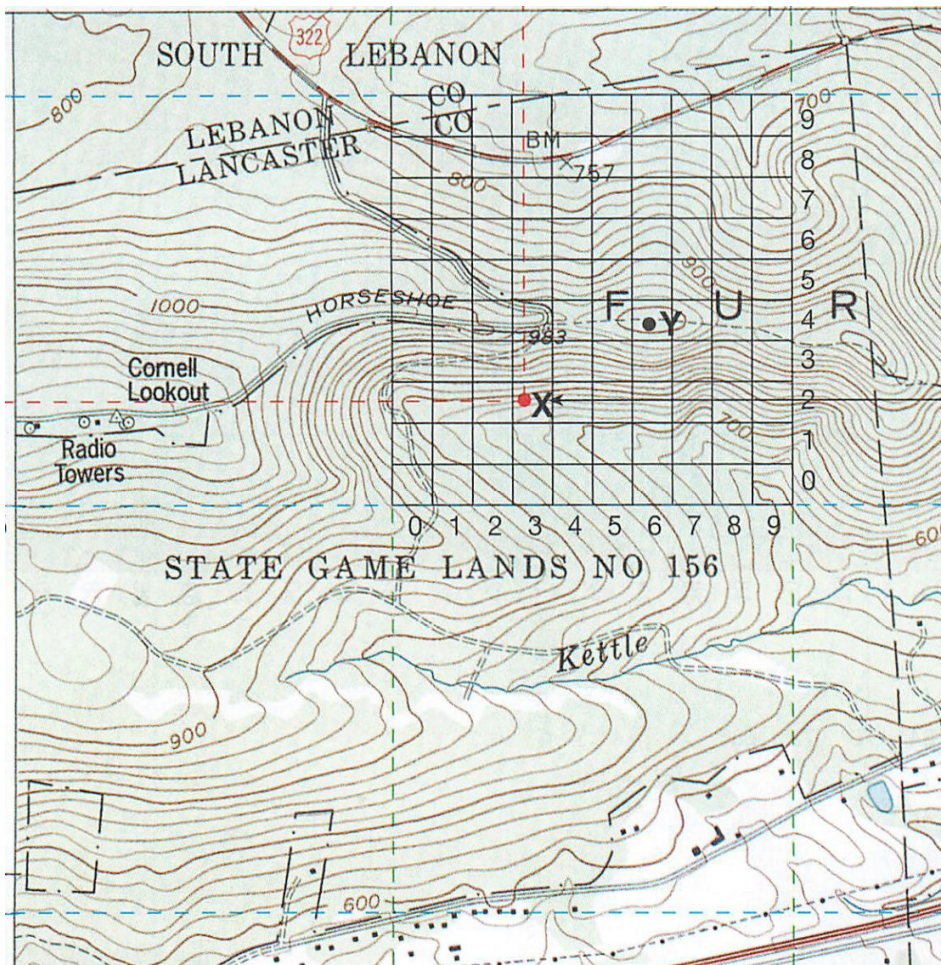 322
SOUTH LEBANON
800
CO
CO
700
9
LEBANON
LANCASTER
BM
757
8
800
7
6
900
5
1000
HORSESHOE
F U R
Y
4
983
3
Cornell
Lookout
X
2
700
Radio
Towers
1
0
0 1 2 3 4 5 6 7 8 9
STATE GAME LANDS NO 156
Kettle
900
600